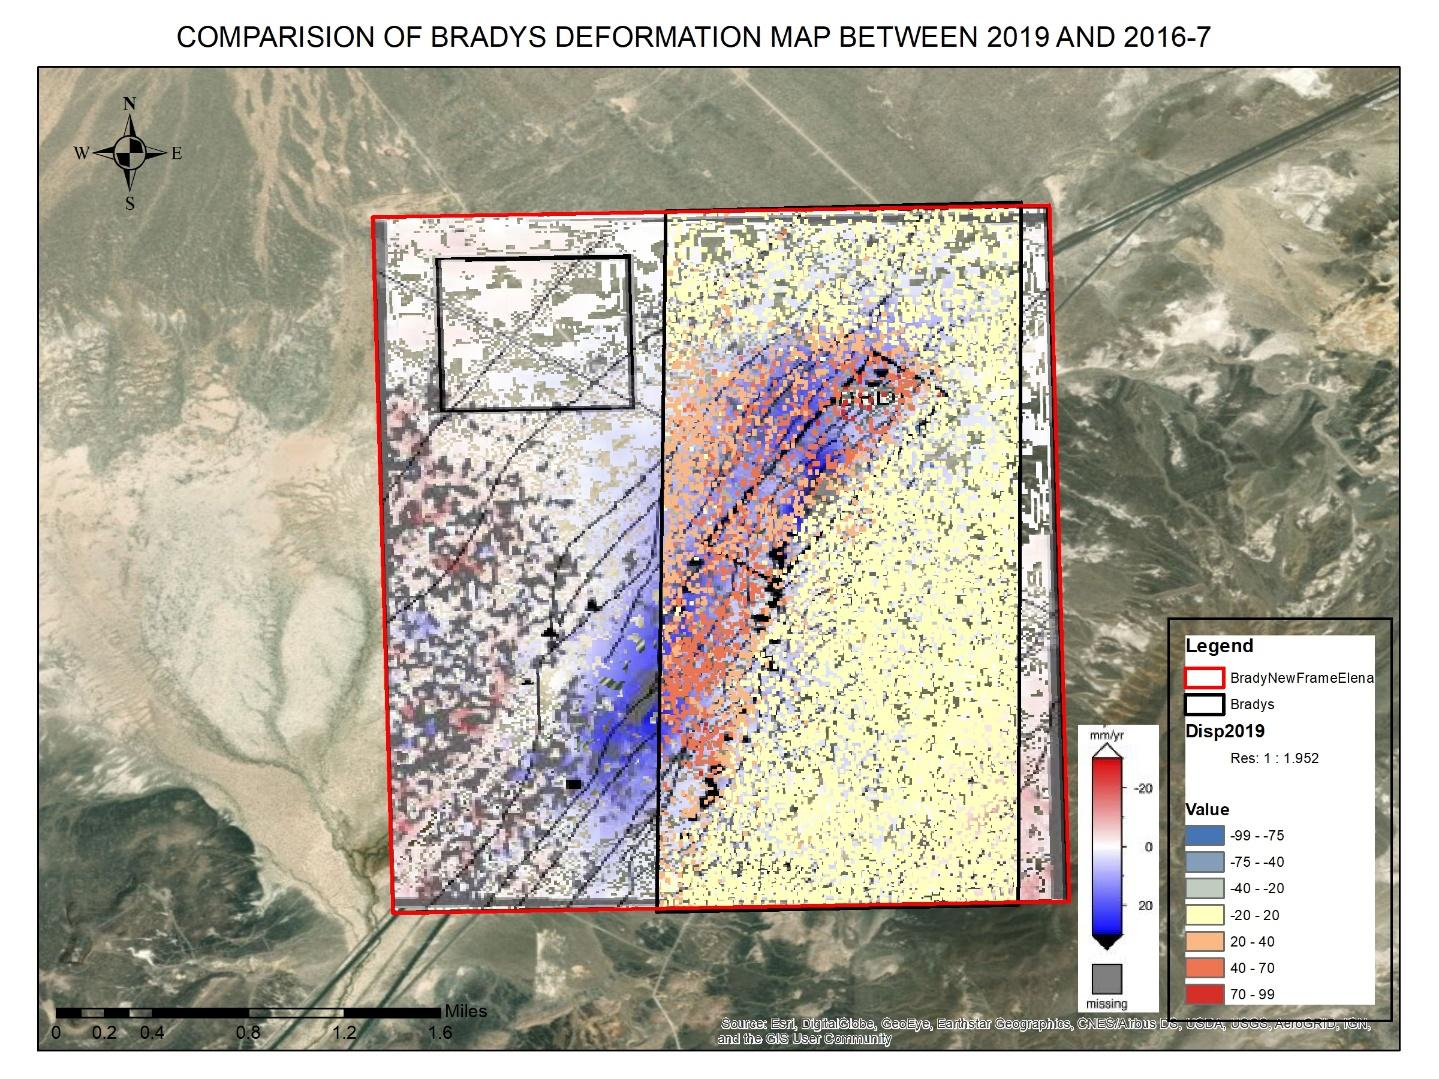 COMPARISION OF BRADYS DEFORMATION MAP BETWEEN 2019 AND 2016-7
N
W E
S
Legend
BradyNewFrameElena
Bradys
Disp2019
Res: 1 : 1.952
Value
-99 - -75
-75 - -40
-40 - -20
-20 - 20
20 - 40
40 - 70
70 - 99
mm/yr
-20
0
20
missing
Miles
0 0.2 0.4 0.8 1.2 1.6
Source: Esri, DigitalGlobe, GeoEye, Earthstar Geographics, CNES/Airbus DS, USDA, USGS, AeroGRID, IGN,
and the GIS User Community